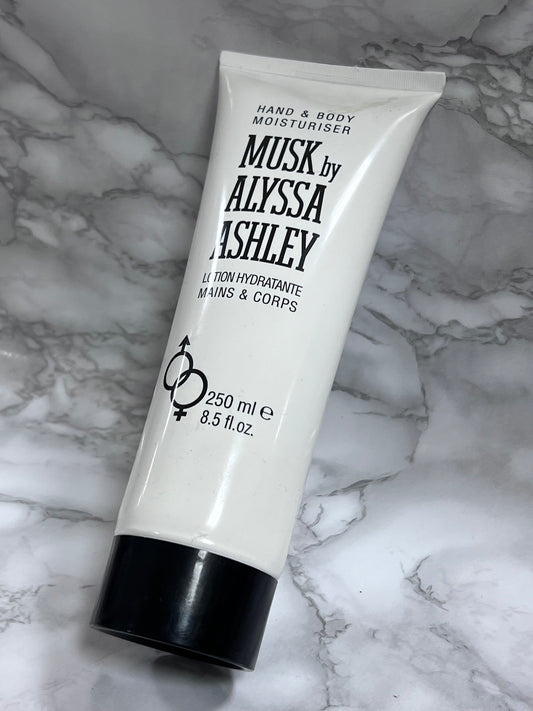 HAND & BODY
MOISTURISER
MUSK by
ALYSSA
ASHLEY
LOTION HYDRATANTE
MAINS & CORPS
250 ml ℮
8.5 fl.oz.